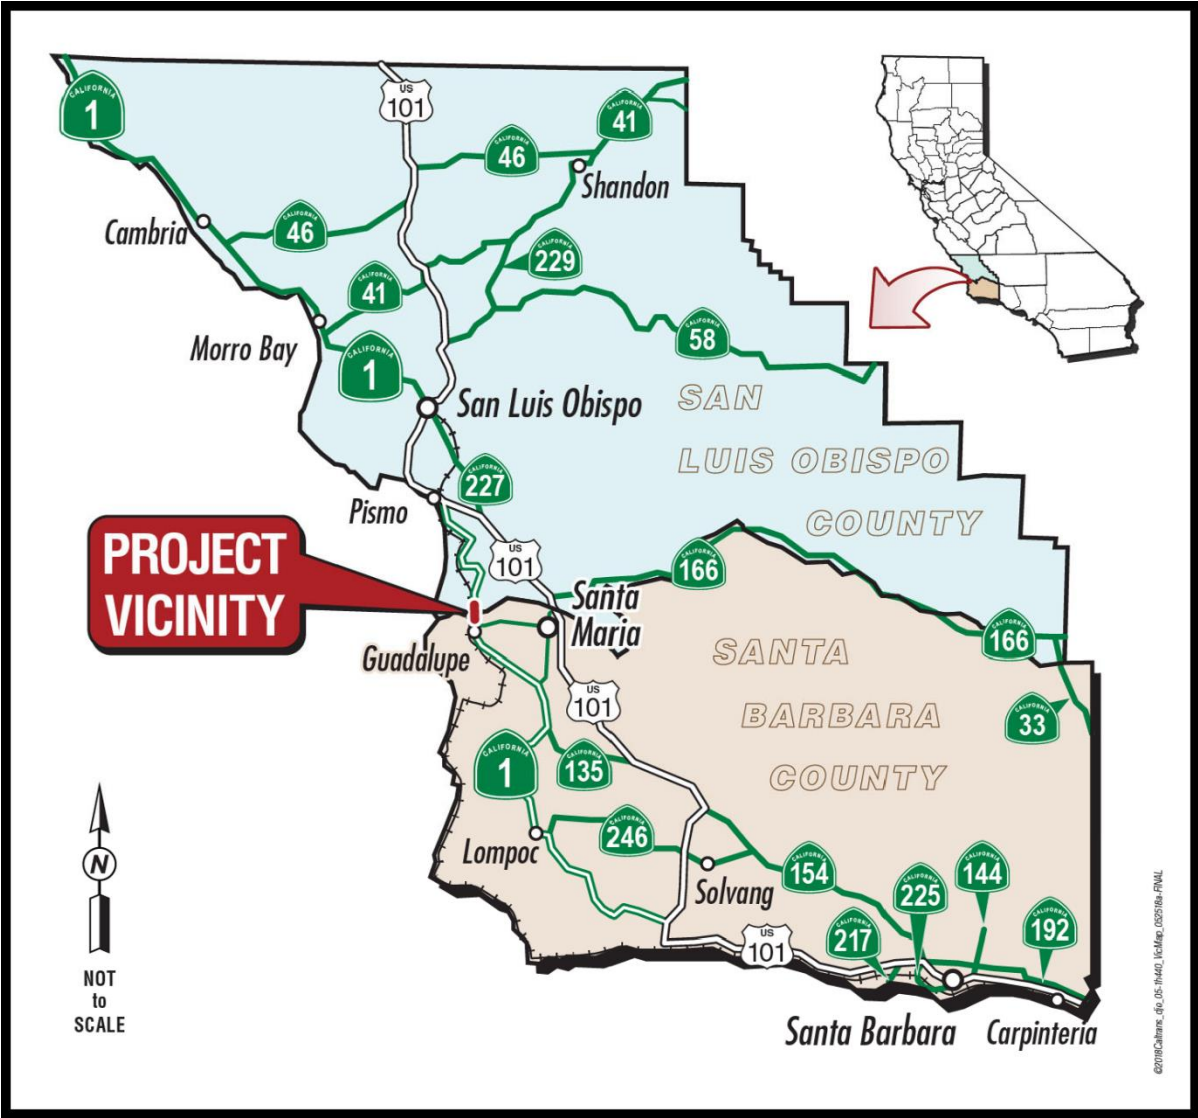 CALIFORNIA
1
US
101
CALIFORNIA
46
CALIFORNIA
41
Shandon
Cambria
CALIFORNIA
46
CALIFORNIA
229
CALIFORNIA
41
Morro Bay
CALIFORNIA
1
CALIFORNIA
58
San Luis Obispo
SAN
LUIS OBISPO
COUNTY
CALIFORNIA
227
Pismo
PROJECT
VICINITY
US
101
CALIFORNIA
166
Santa
Maria
Guadalupe
CALIFORNIA
166
SANTA
BARBARA
COUNTY
US
101
CALIFORNIA
33
CALIFORNIA
1
CALIFORNIA
135
N
NOT
to
SCALE
Lompoc
CALIFORNIA
246
Solvang
CALIFORNIA
154
CALIFORNIA
225
CALIFORNIA
144
CALIFORNIA
217
CALIFORNIA
192
US
101
Santa Barbara
Carpinteria
©2018Caltrans_dje_05-1h440_VicMap_052518a-FINAL